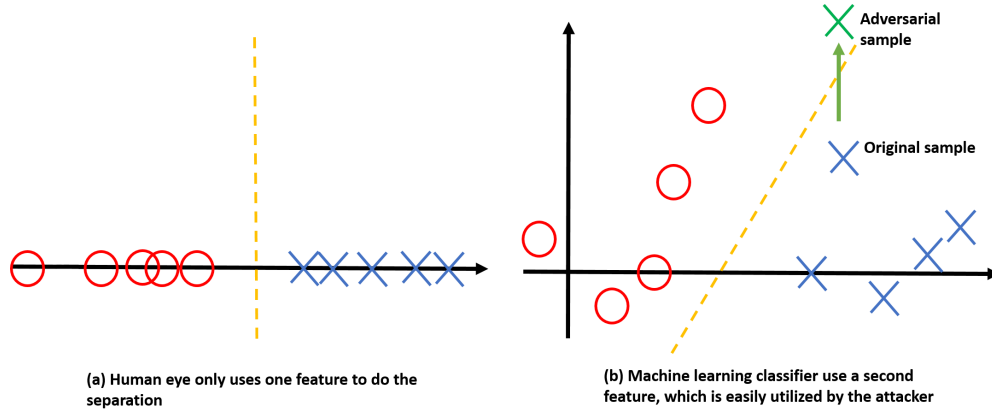 Adversarial
sample
Original sample
(a) Human eye only uses one feature to do the
separation
(b) Machine learning classifier use a second
feature, which is easily utilized by the attacker